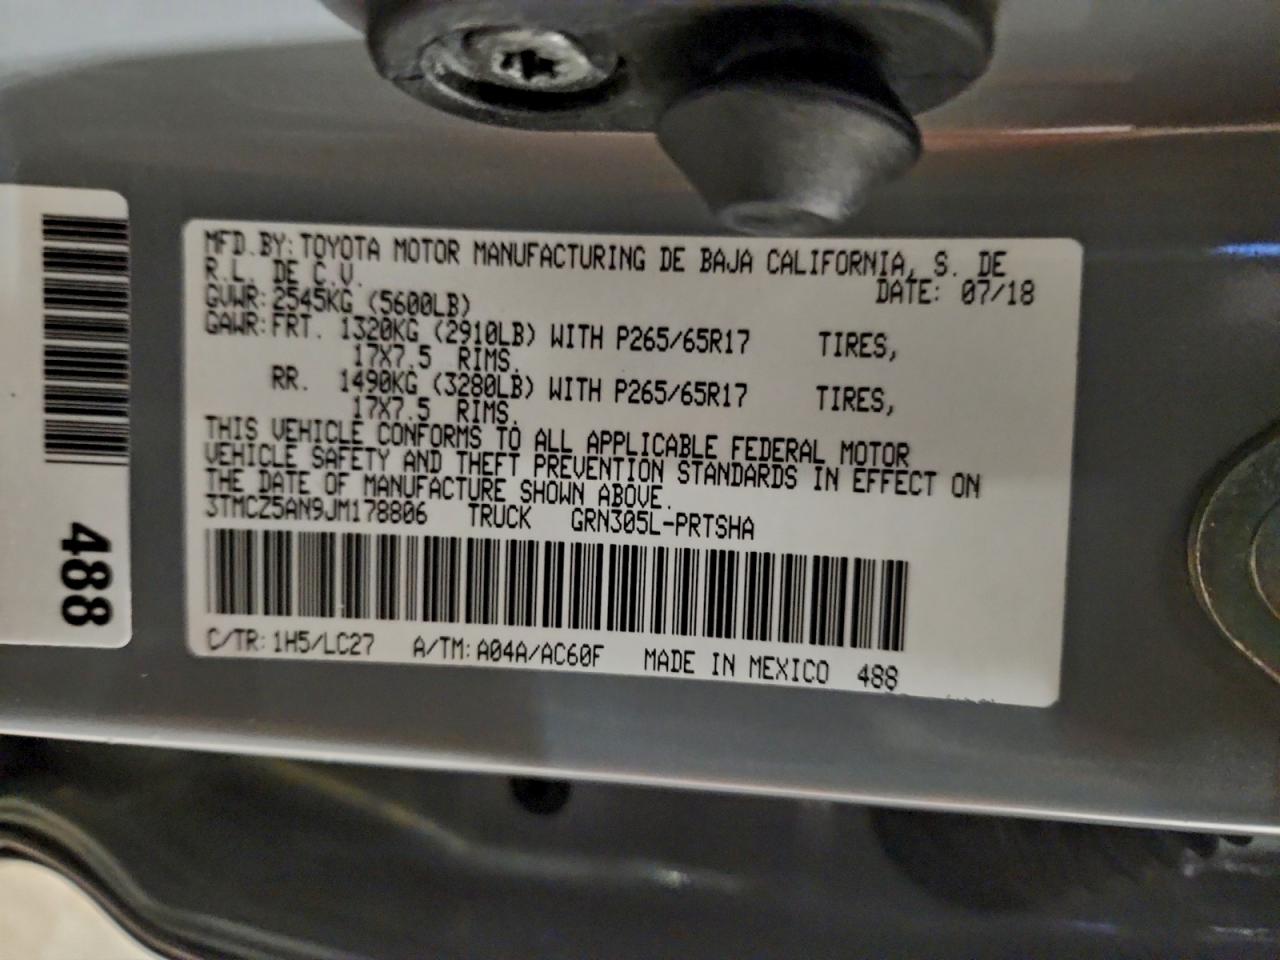 MFD.BY: TOYOTA MOTOR MANUFACTURING DE BAJA CALIFORNIA, S. DE
R.L. DE C.V.
DATE: 07/18
GVWR: 2545KG (5600LB)
GAWR: FRT. 1320KG (2910LB) WITH P265/65R17 TIRES,
17X7.5 RIMS.
RR. 1490KG (3280LB) WITH P265/65R17 TIRES,
17X7.5 RIMS.
THIS VEHICLE CONFORMS TO ALL APPLICABLE FEDERAL MOTOR
VEHICLE SAFETY AND THEFT PREVENTION STANDARDS IN EFFECT ON
THE DATE OF MANUFACTURE SHOWN ABOVE.
3TMCZ5AN9JM178806 TRUCK GRN305L-PRTSHA
C/TR: 1H5/LC27 A/TM: A04A/AC60F MADE IN MEXICO 488
488